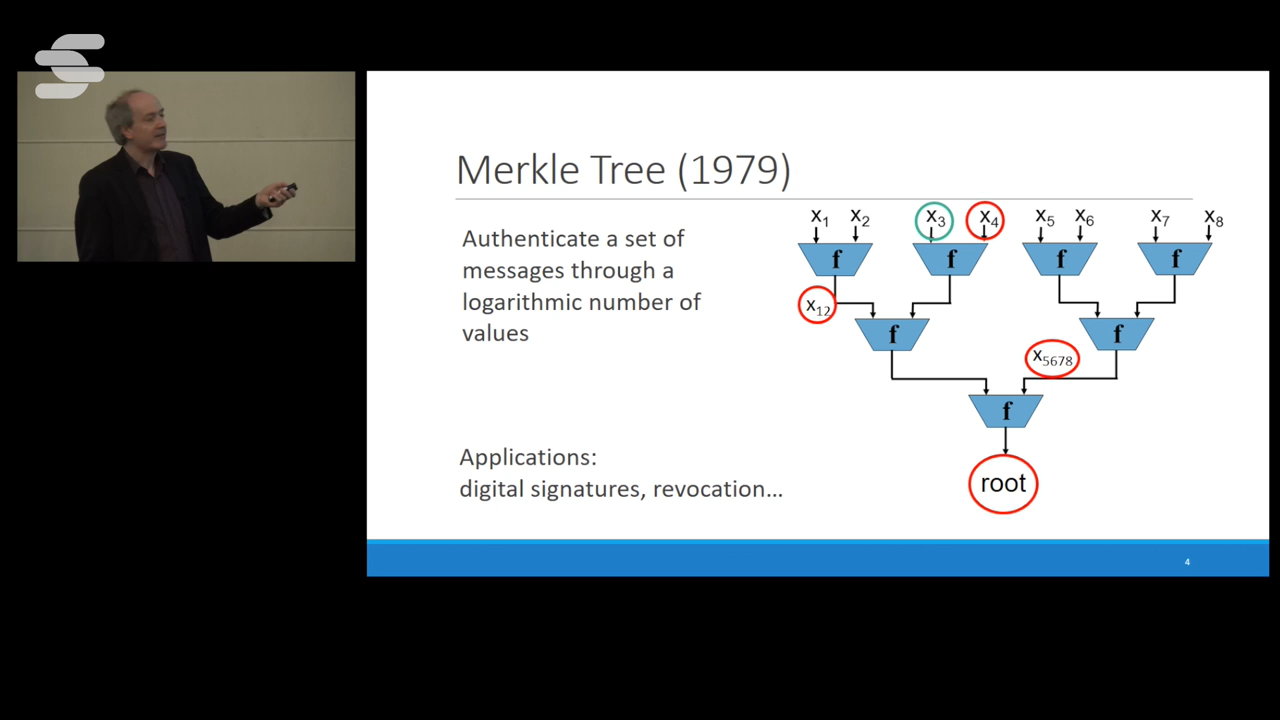 Merkle Tree (1979)
Authenticate a set of
messages through a
logarithmic number of
values
Applications:
digital signatures, revocation…
x1 x2 x3 x4 x5 x6 x7 x8
f f f f
x12
f f
x5678
f
root
4